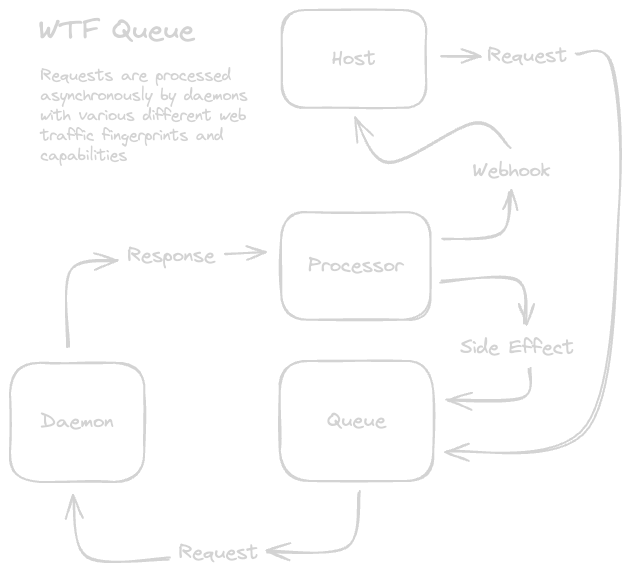 WTF Queue
Requests are processed
asynchronously by daemons
with various different web
traffic fingerprints and
capabilities
Host
Request
Webhook
Response
Processor
Side Effect
Daemon
Queue
Request